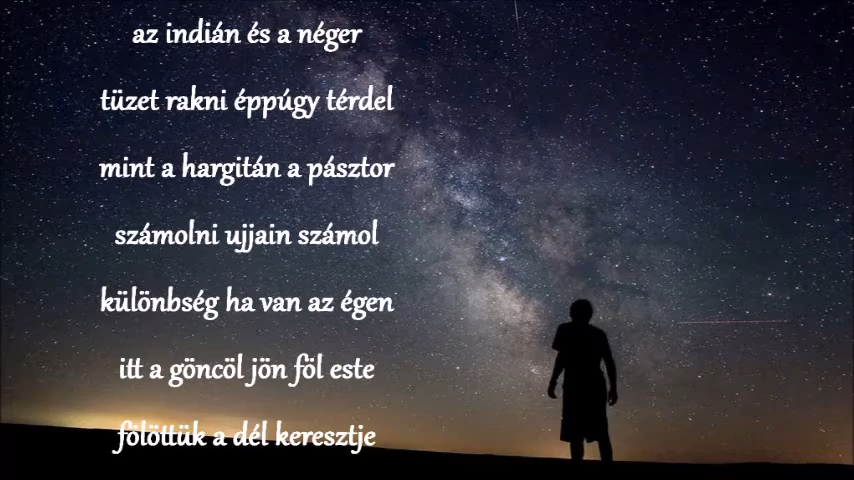 az indián és a néger
tüzet rakni éppúgy térdel
mint a hargitán a pásztor
számolni ujjain számol
különbség ha van az égen
itt a göncöl jön föl este
fölöttük a dél keresztje